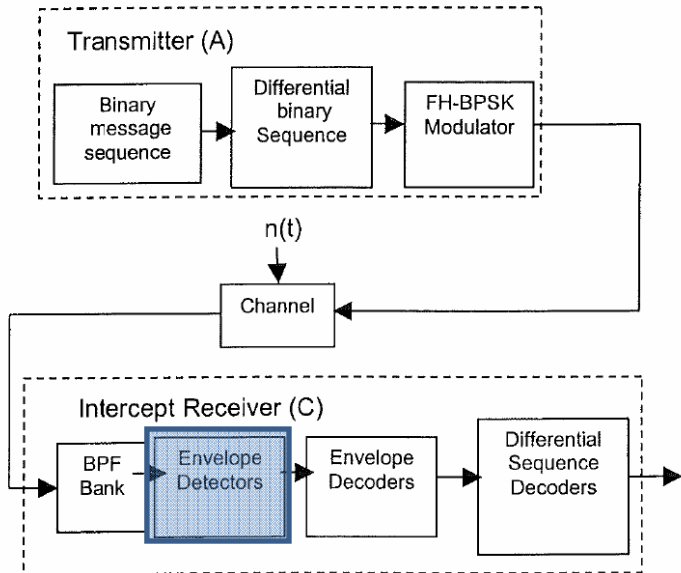 Transmitter (A)
Binary
message
sequence
Differential
binary
Sequence
FH-BPSK
Modulator
n(t)
Channel
Intercept Receiver (C)
BPF
Bank
Envelope
Detectors
Envelope
Decoders
Differential
Sequence
Decoders